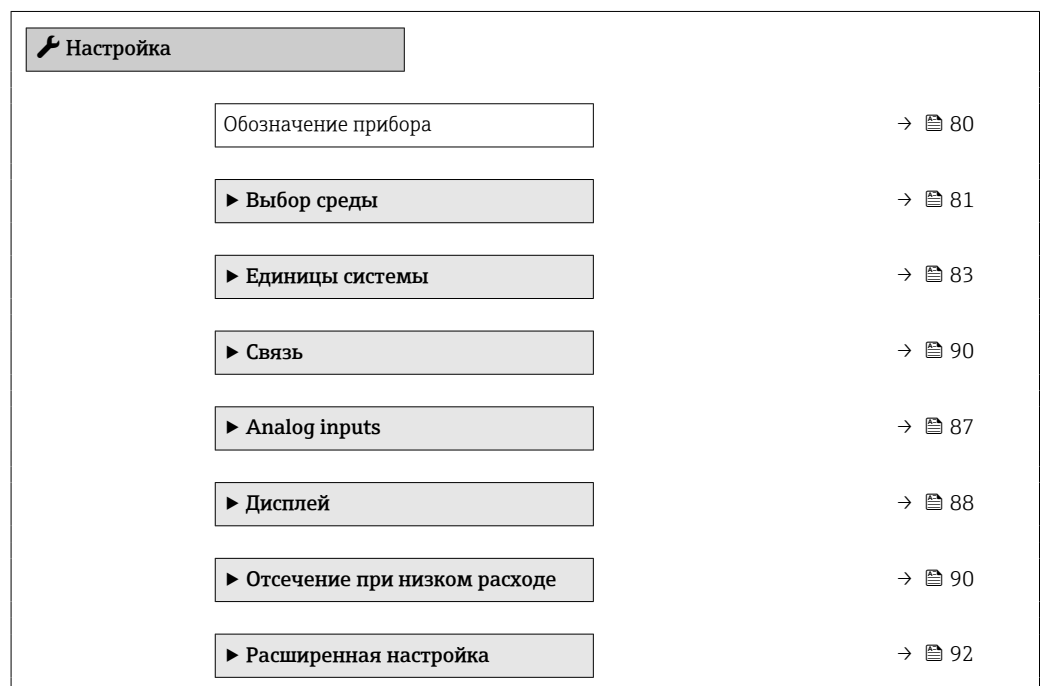 Настройка
Обозначение прибора → 80
▶ Выбор среды → 81
▶ Единицы системы → 83
▶ Связь → 90
▶ Analog inputs → 87
▶ Дисплей → 88
▶ Отсечение при низком расходе → 90
▶ Расширенная настройка → 92